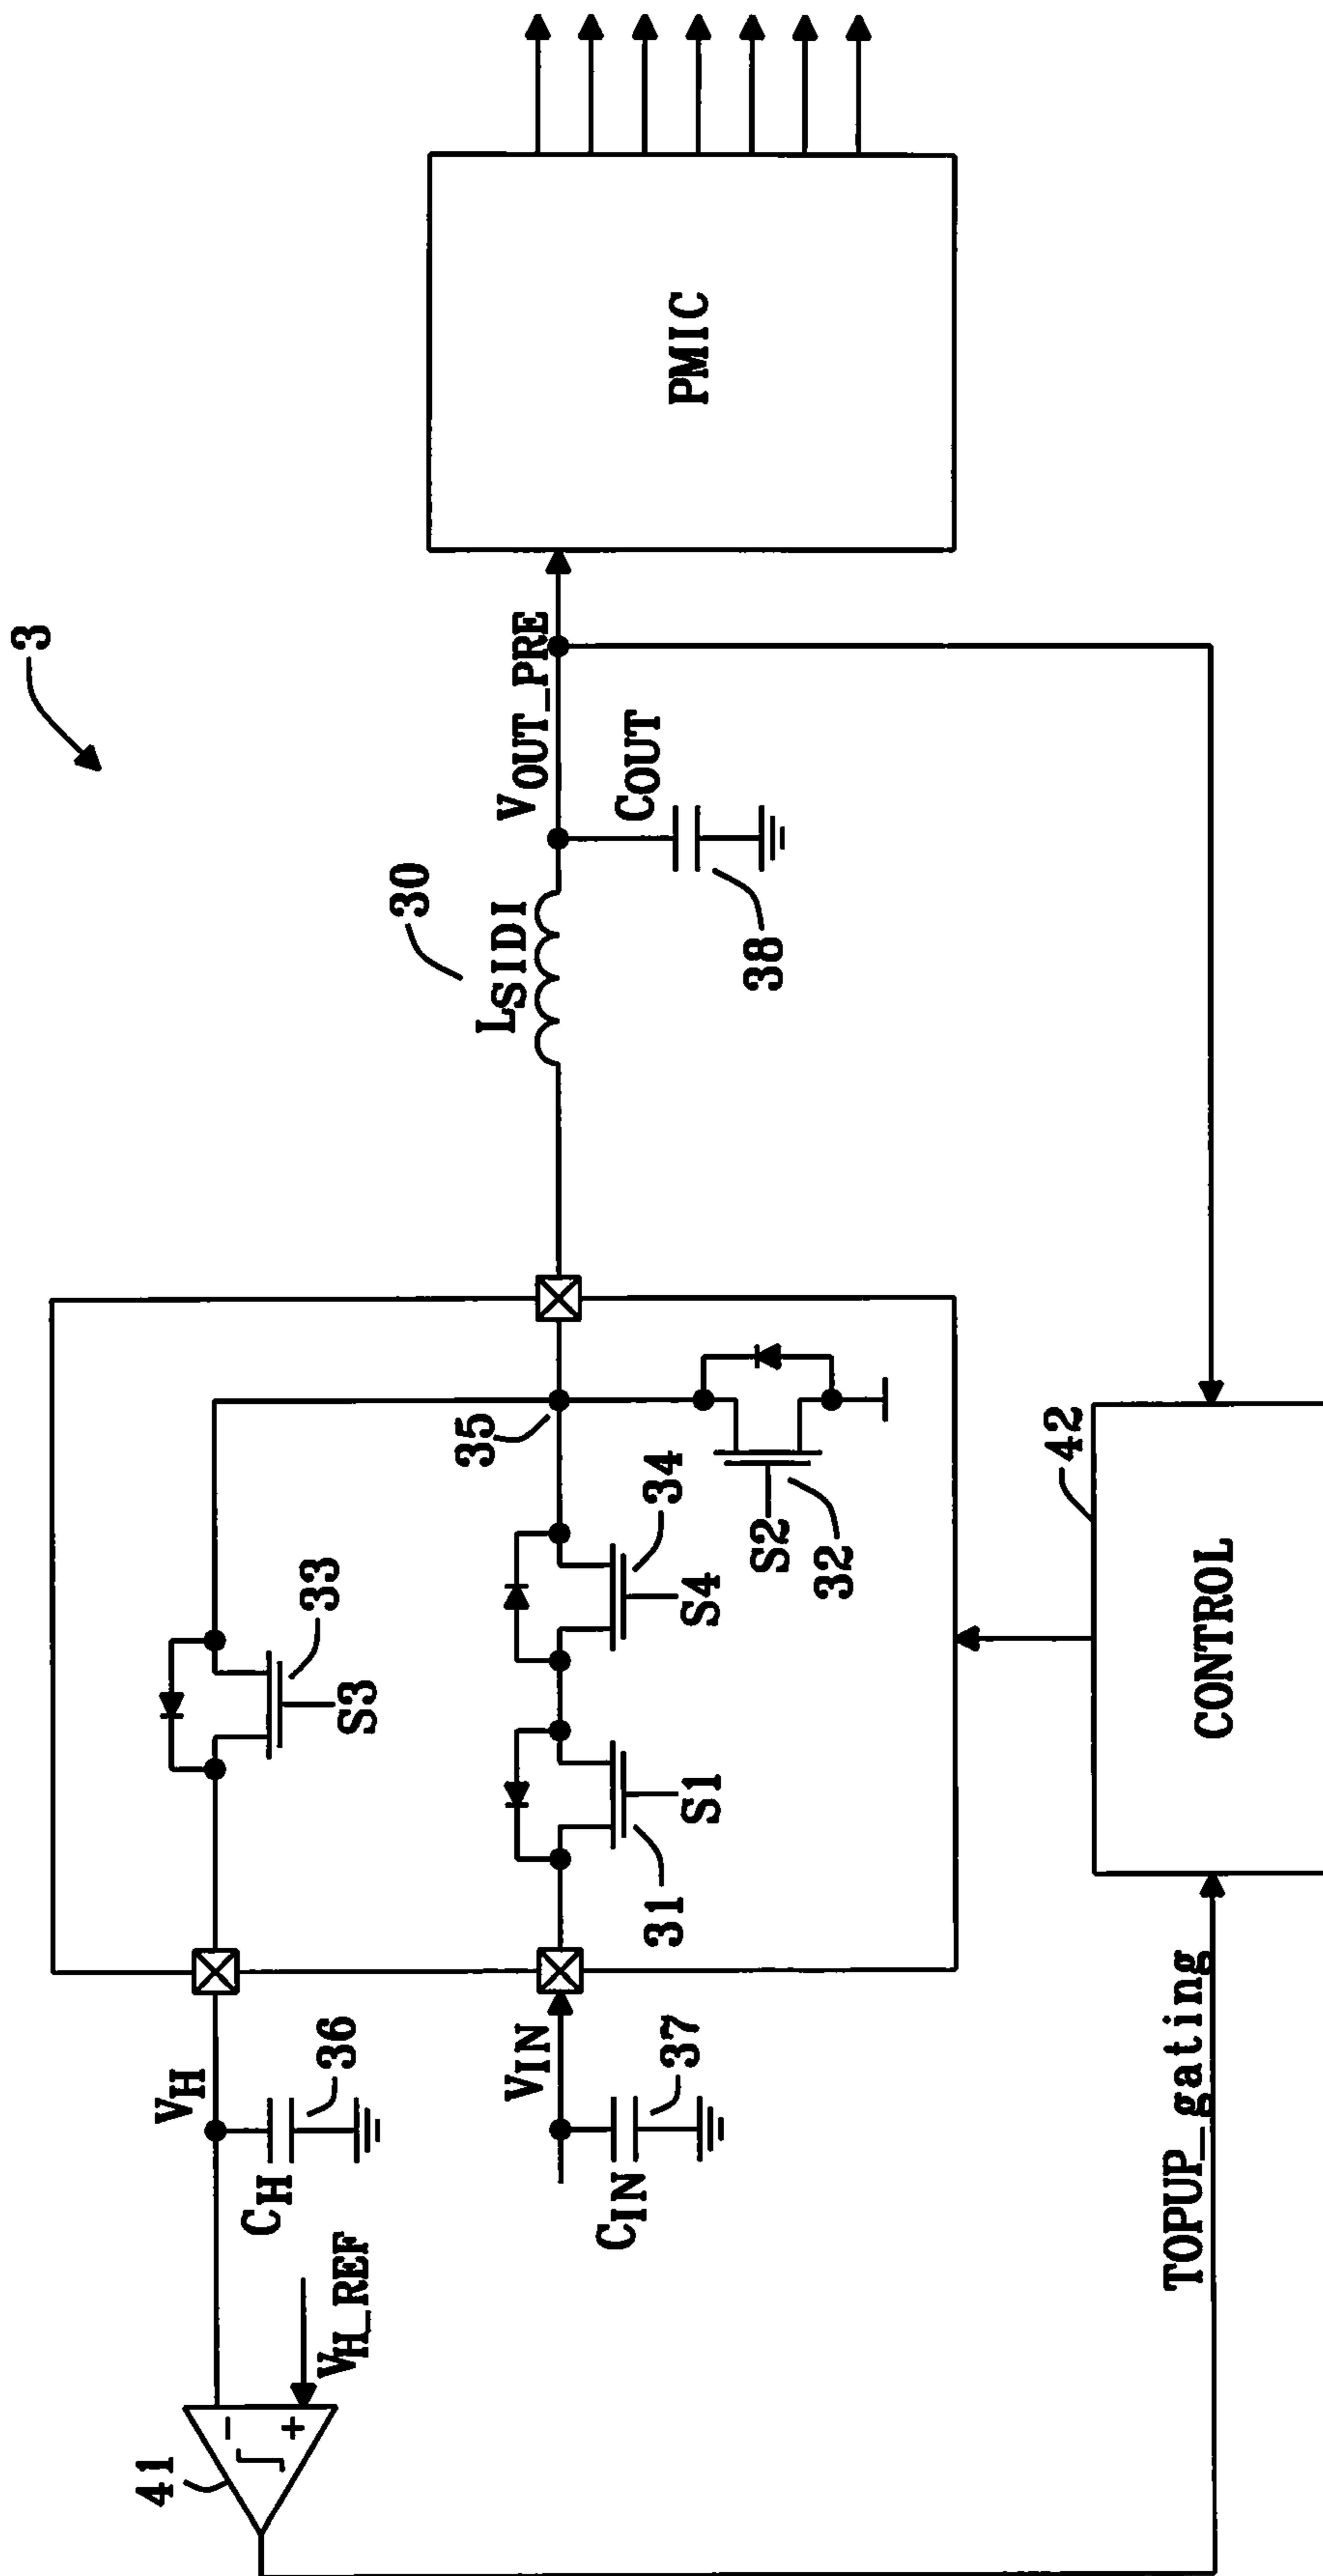 3
41
−
+
VH_REF
VH
CH
36
VIN
CIN
37
33
S3
31
S1
34
S4
35
S2
32
30
LSIDI
VOUT_PRE
COUT
38
PMIC
42
CONTROL
TOPUP_gating